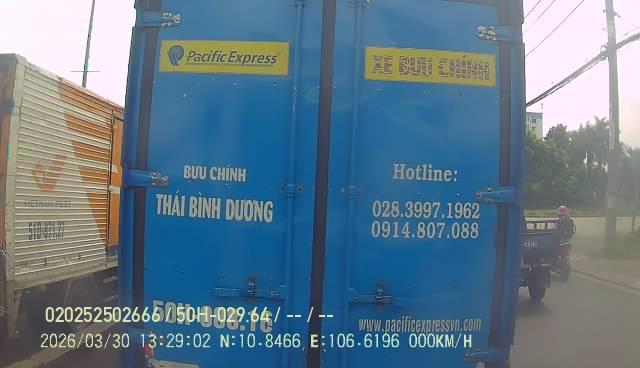 Pacific Express
XE BƯU CHÍNH
BƯU CHÍNH
THÁI BÌNH DƯƠNG
Hotline:
028.3997.1962
0914.807.088
VIETNAM POST
www.pacificexpressvn.com
020252502666/50H-029.64/--/--
2026/03/30 13:29:02 N:10.8466 E:106.6196 000KM/H